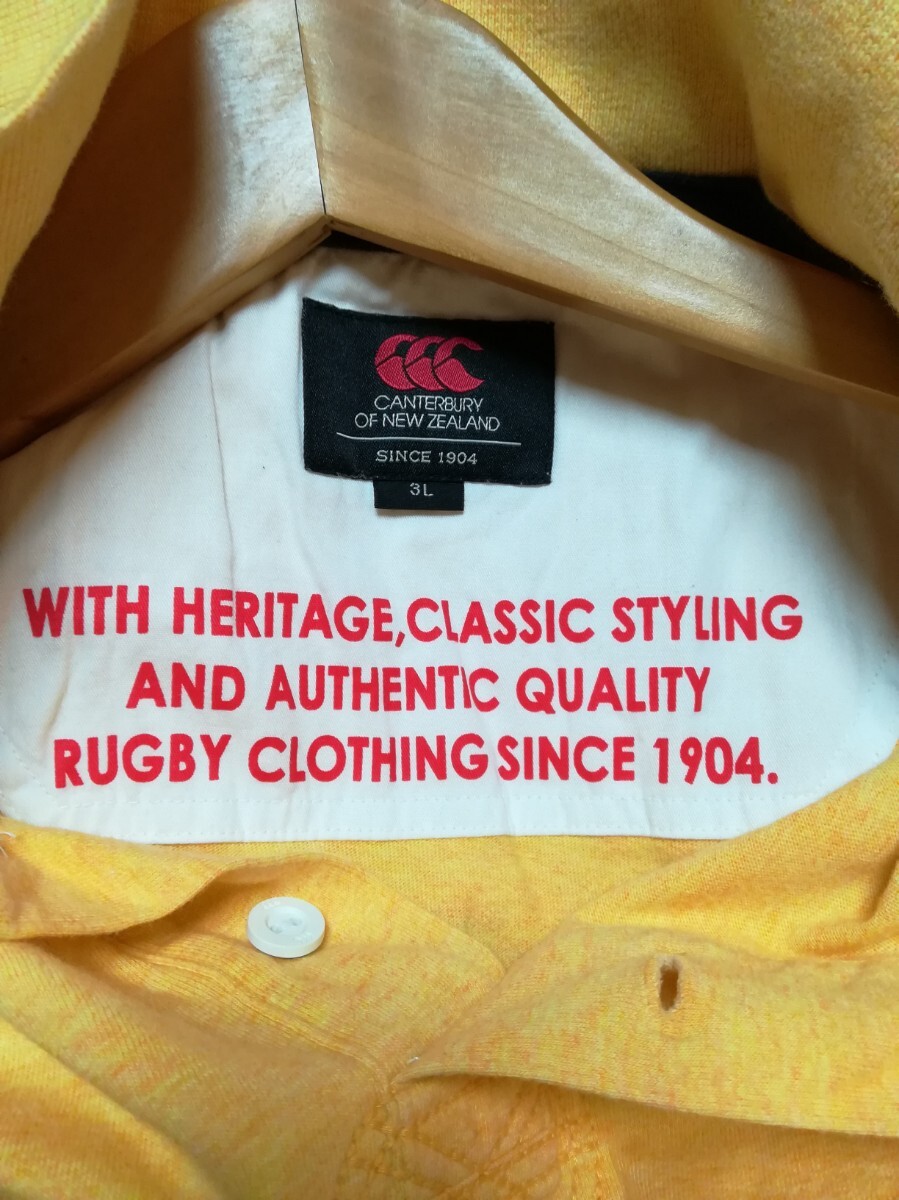 CANTERBURY
OF NEW ZEALAND
SINCE 1904
3L
WITH HERITAGE,CLASSIC STYLING
AND AUTHENTIC QUALITY
RUGBY CLOTHING SINCE 1904.